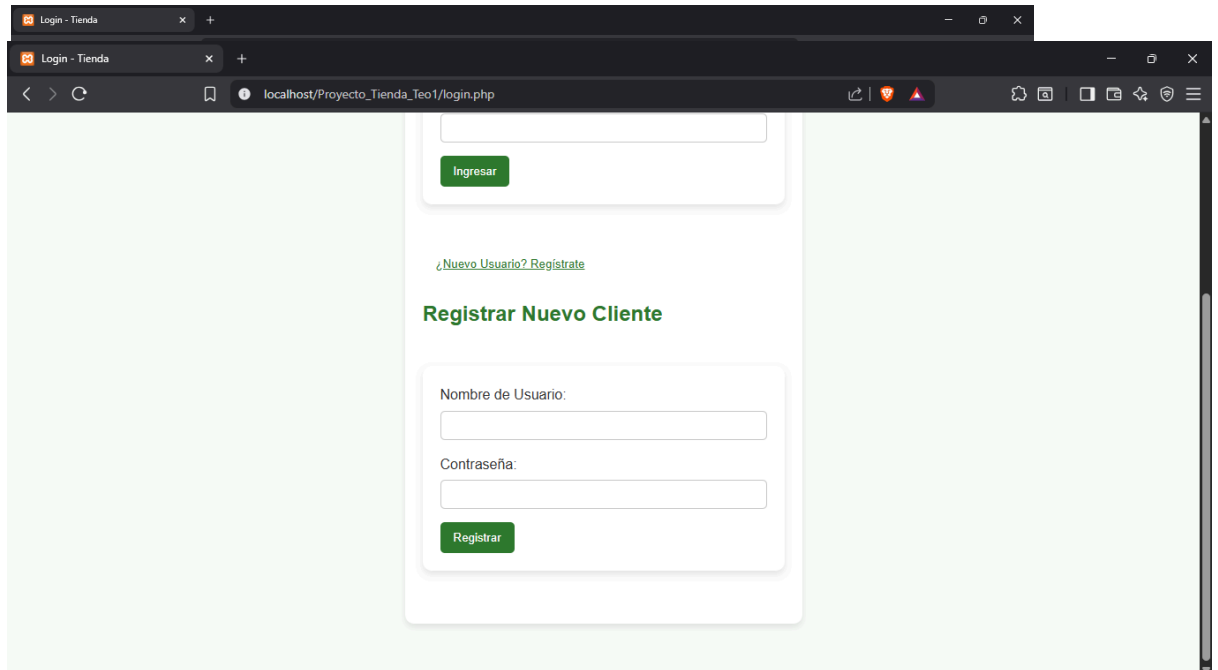 Login - Tienda
Login - Tienda
localhost/Proyecto_Tienda_Teo1/login.php
Ingresar
¿Nuevo Usuario? Regístrate
Registrar Nuevo Cliente
Nombre de Usuario:
Contraseña:
Registrar